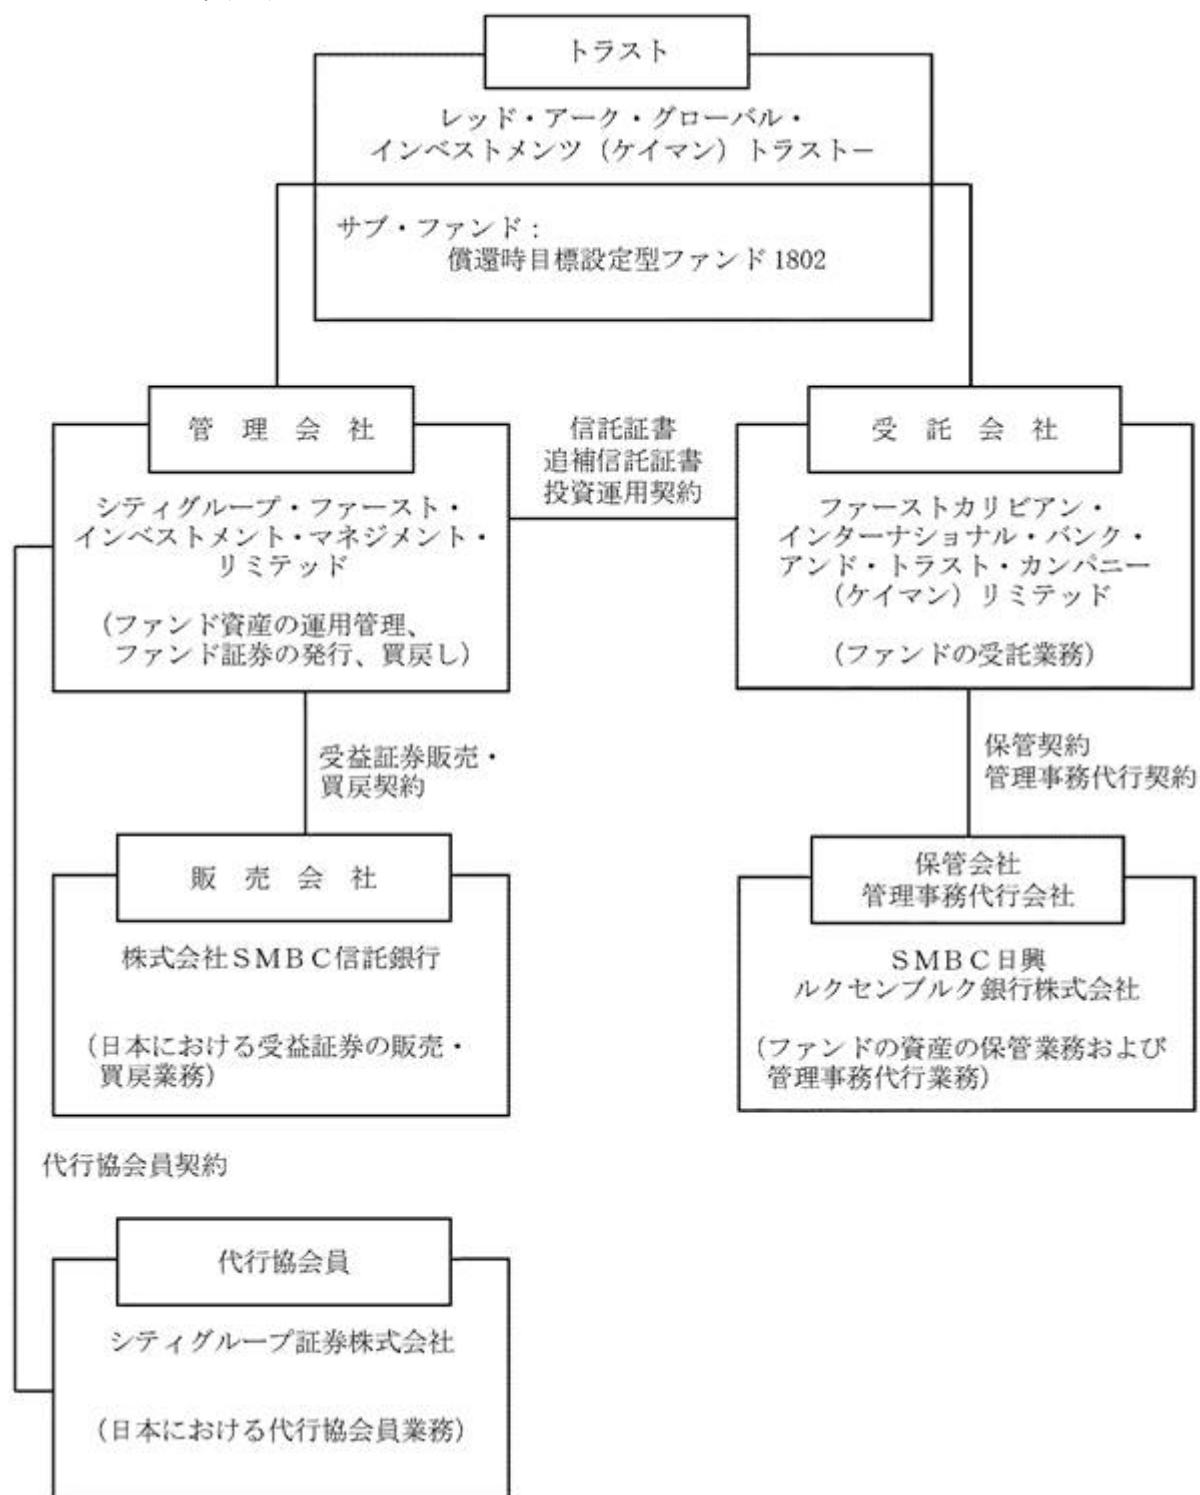 トラスト
レッド・アーク・グローバル・
インベストメンツ（ケイマン）トラスト－
サブ・ファンド：
償還時目標設定型ファンド 1802
管理会社
シティグループ・ファースト・
インベストメント・マネジメント・
リミテッド
（ファンド資産の運用管理、
ファンド証券の発行、買戻し）
信託証書
追補信託証書
投資運用契約
受託会社
ファーストカリビアン・
インターナショナル・バンク・
アンド・トラスト・カンパニー
（ケイマン）リミテッド
（ファンドの受託業務）
受益証券販売・
買戻契約
保管契約
管理事務代行契約
販売会社
株式会社ＳＭＢＣ信託銀行
（日本における受益証券の販売・
買戻業務）
保管会社
管理事務代行会社
ＳＭＢＣ日興
ルクセンブルク銀行株式会社
（ファンドの資産の保管業務および
管理事務代行業務）
代行協会員契約
代行協会員
シティグループ証券株式会社
（日本における代行協会員業務）